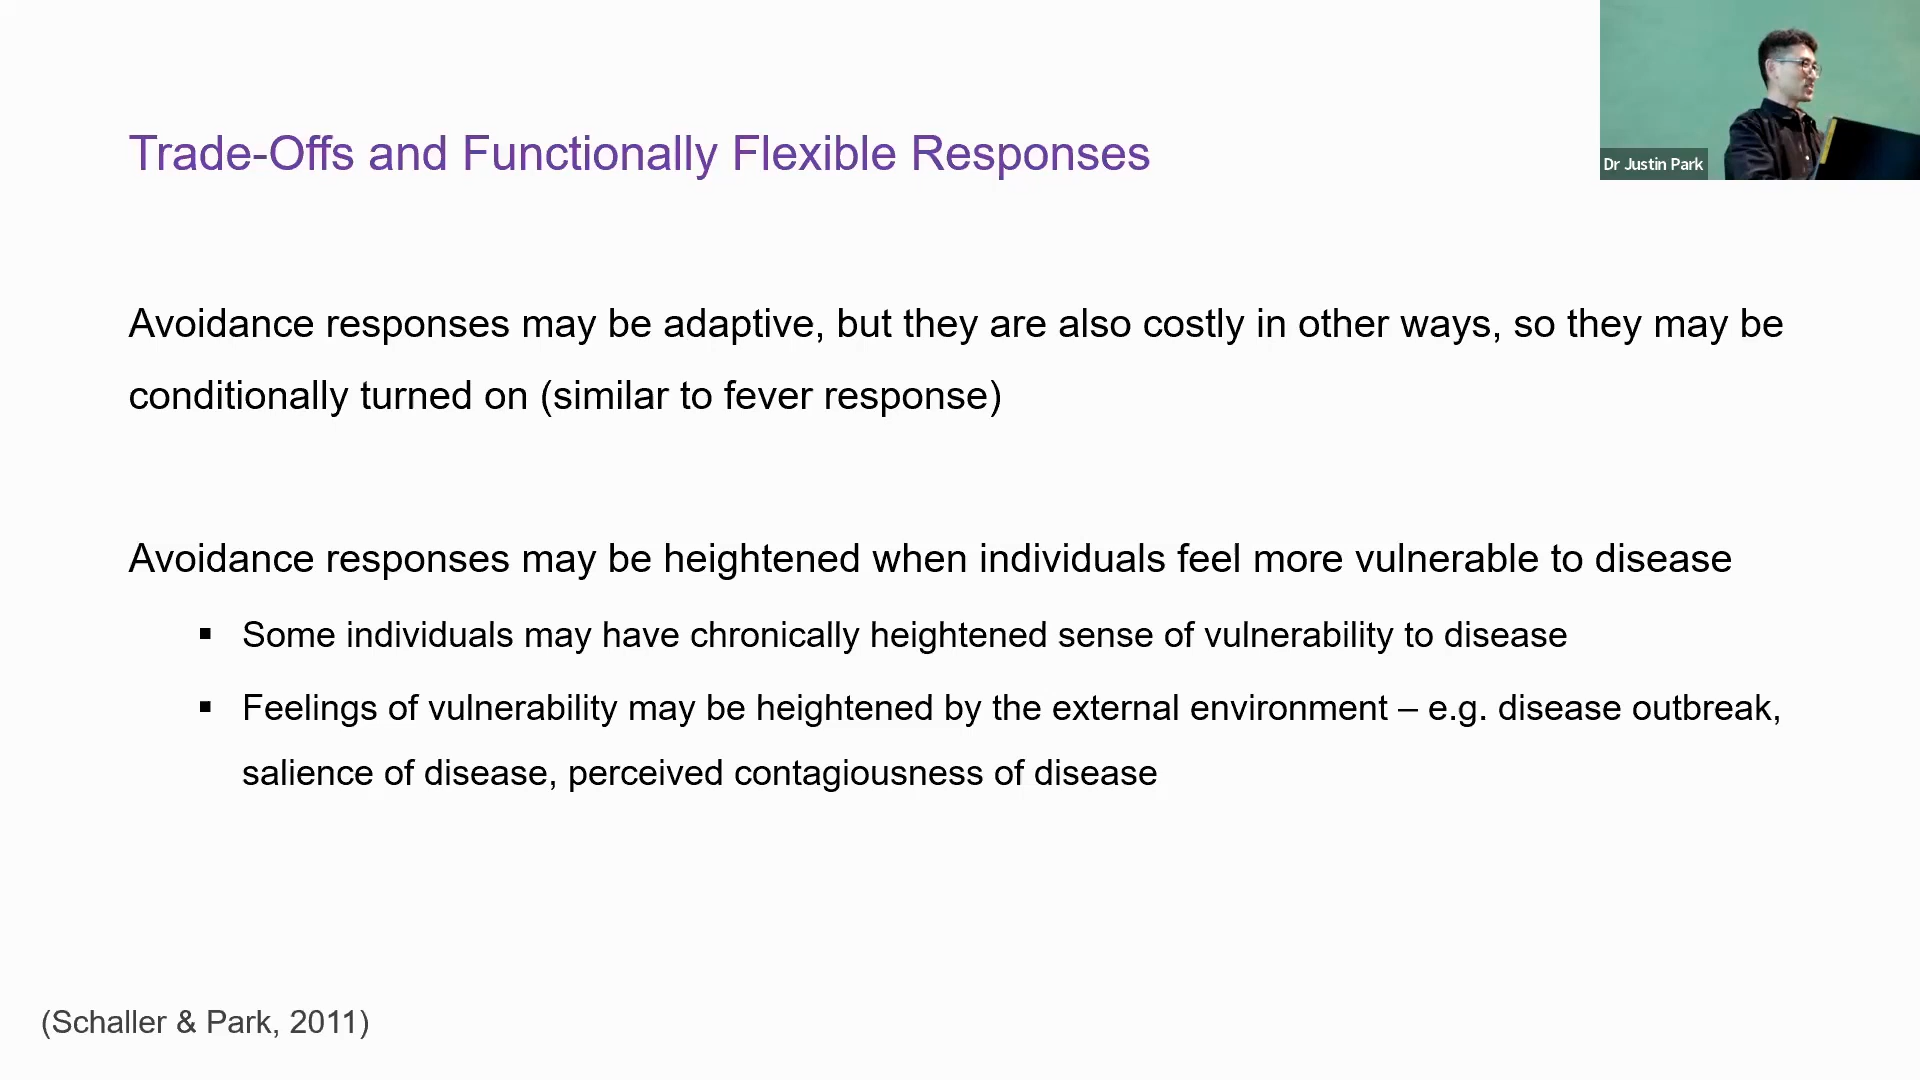 Trade-Offs and Functionally Flexible Responses
Dr Justin Park
Avoidance responses may be adaptive, but they are also costly in other ways, so they may be
conditionally turned on (similar to fever response)
Avoidance responses may be heightened when individuals feel more vulnerable to disease
▪ Some individuals may have chronically heightened sense of vulnerability to disease
▪ Feelings of vulnerability may be heightened by the external environment – e.g. disease outbreak,
salience of disease, perceived contagiousness of disease
(Schaller & Park, 2011)